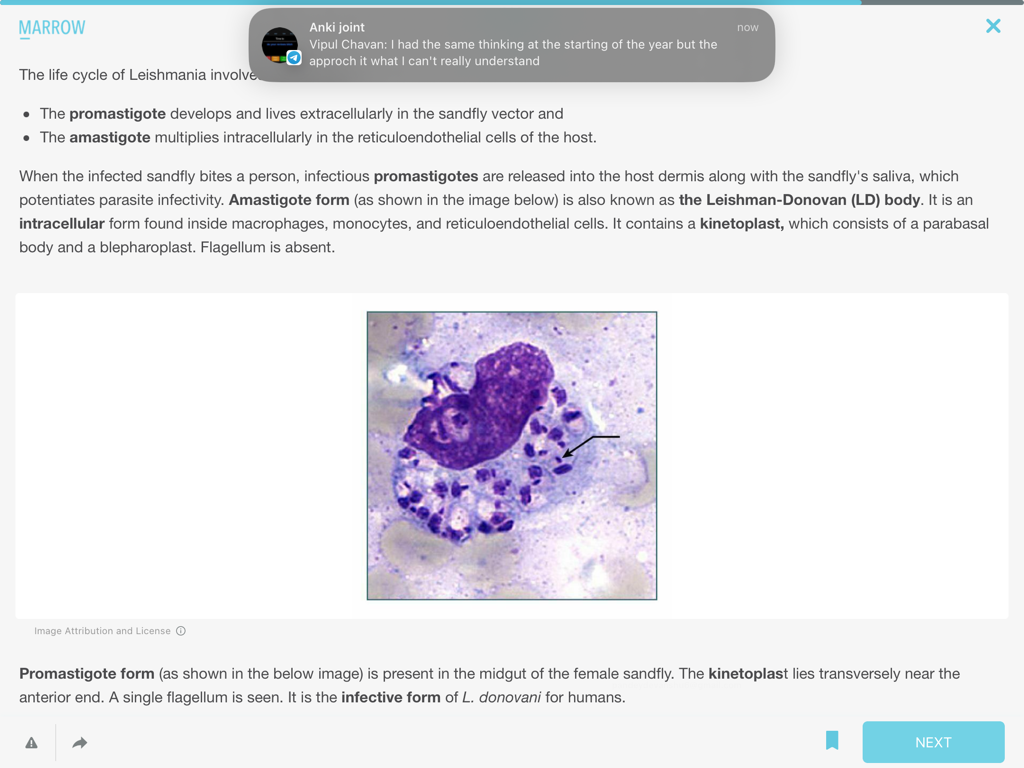 MARROW
Anki joint
now
Vipul Chavan: I had the same thinking at the starting of the year but the
approch it what I can't really understand
The life cycle of Leishmania involve
• The promastigote develops and lives extracellularly in the sandfly vector and
• The amastigote multiplies intracellularly in the reticuloendothelial cells of the host.
When the infected sandfly bites a person, infectious promastigotes are released into the host dermis along with the sandfly's saliva, which
potentiates parasite infectivity. Amastigote form (as shown in the image below) is also known as the Leishman-Donovan (LD) body. It is an
intracellular form found inside macrophages, monocytes, and reticuloendothelial cells. It contains a kinetoplast, which consists of a parabasal
body and a blepharoplast. Flagellum is absent.
Image Attribution and License
Promastigote form (as shown in the below image) is present in the midgut of the female sandfly. The kinetoplast lies transversely near the
anterior end. A single flagellum is seen. It is the infective form of L. donovani for humans.
NEXT